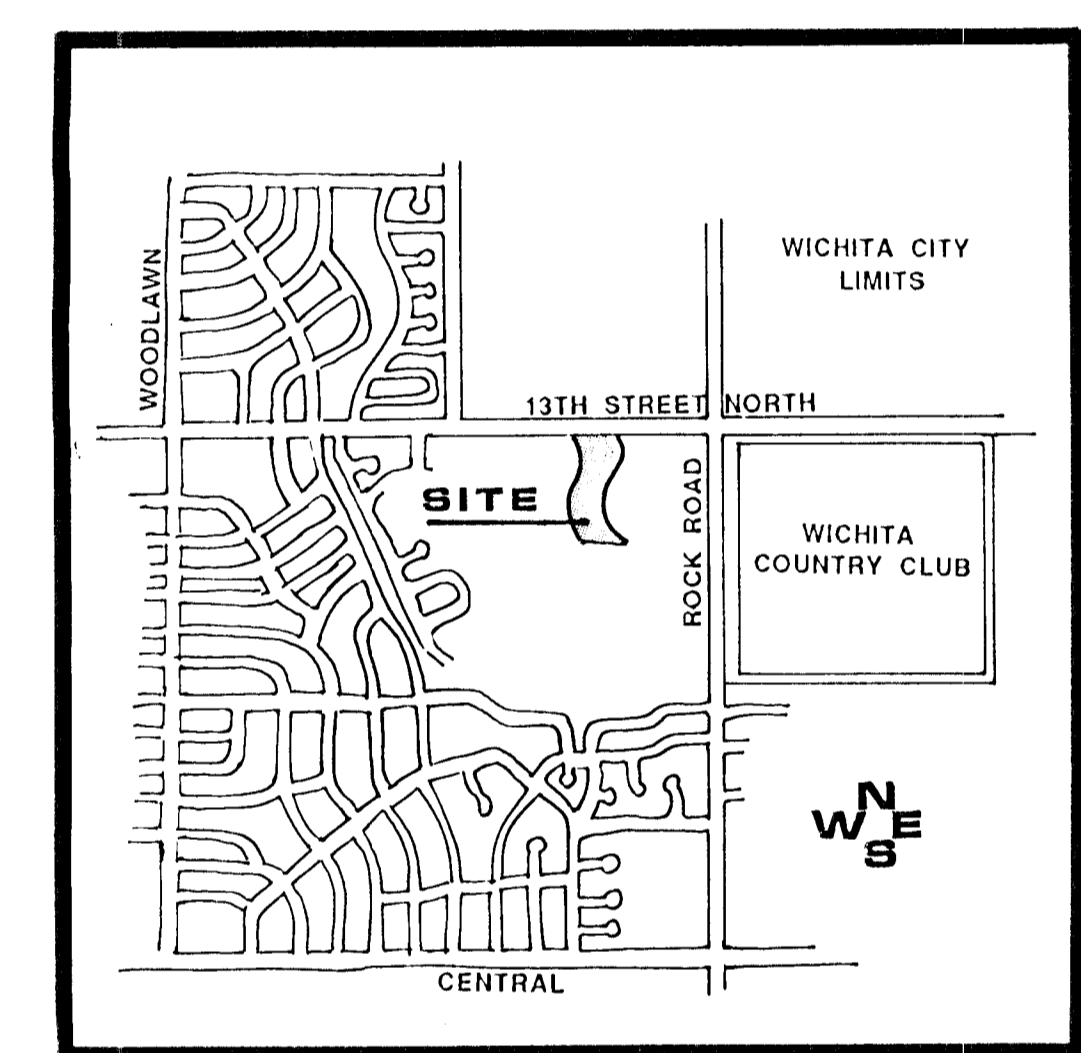 WICHITA CITY
LIMITS
WOODLAWN
13TH STREET NORTH
SITE
ROCK ROAD
WICHITA
COUNTRY CLUB
N
W E
S
CENTRAL